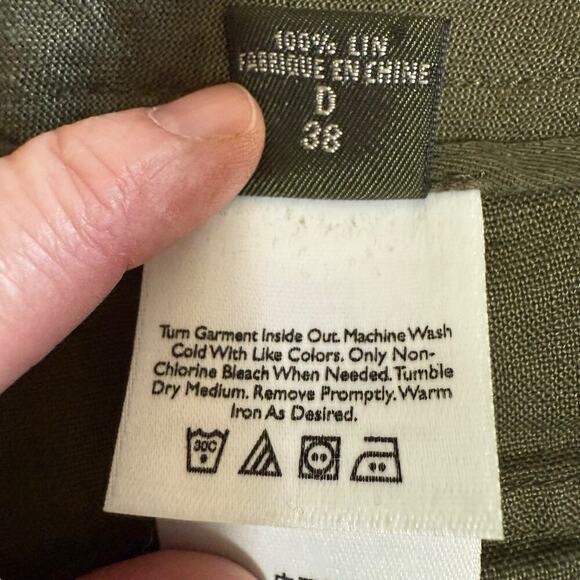 100% LIN
FABRIQUE EN CHINE
D
38
Turn Garment Inside Out. Machine Wash
Cold With Like Colors. Only Non-
Chlorine Bleach When Needed. Tumble
Dry Medium. Remove Promptly. Warm
Iron As Desired.
30C